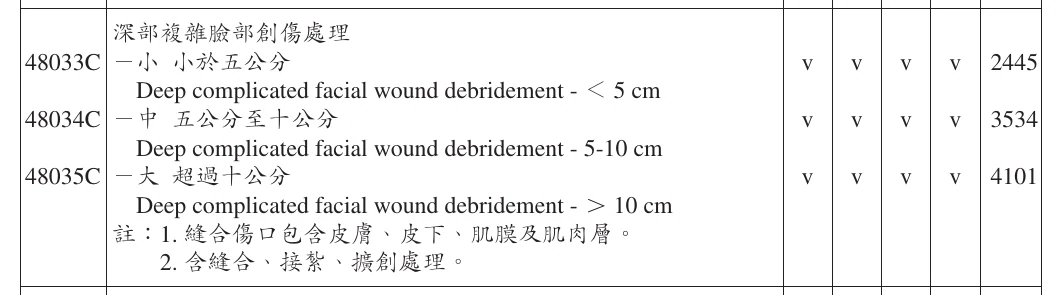 深部複雜臉部創傷處理
48033C －小 小於五公分 v v v v 2445
Deep complicated facial wound debridement - ＜ 5 cm
48034C －中 五公分至十公分 v v v v 3534
Deep complicated facial wound debridement - 5-10 cm
48035C －大 超過十公分 v v v v 4101
Deep complicated facial wound debridement - ＞ 10 cm
註：1. 縫合傷口包含皮膚、皮下、肌膜及肌肉層。
2. 含縫合、接紮、擴創處理。